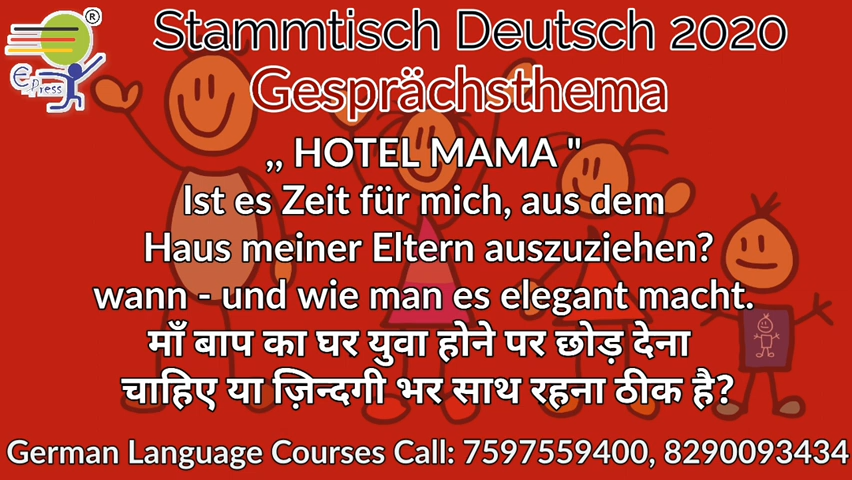 ®
Stammtisch Deutsch 2020
e Press
Gesprächsthema
,, HOTEL MAMA "
Ist es Zeit für mich, aus dem
Haus meiner Eltern auszuziehen?
wann - und wie man es elegant macht.
माँ बाप का घर युवा होने पर छोड़ देना
चाहिए या ज़िन्दगी भर साथ रहना ठीक है?
German Language Courses Call: 7597559400, 8290093434